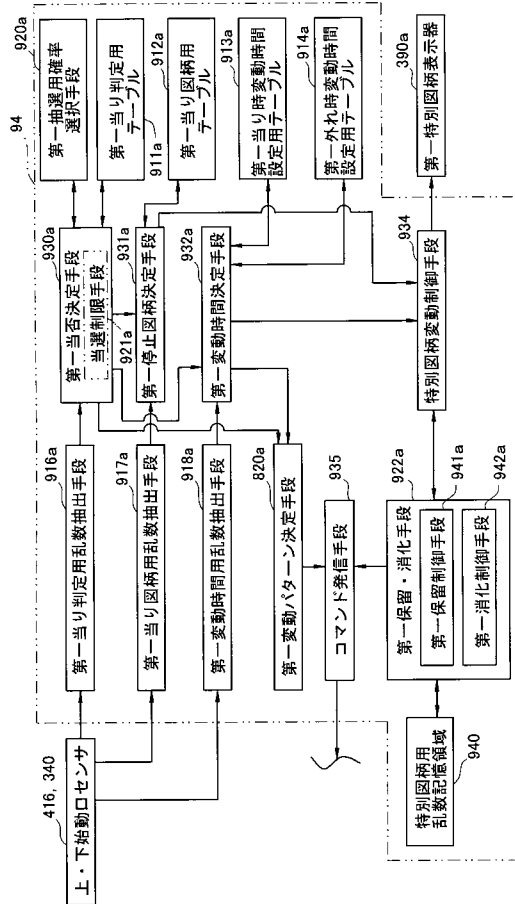 920a
第一抽選用確率
選択手段
94
第一当り判定用
テーブル
911a
第一当り図柄用
テーブル
912a
第一当り時変動時間
設定用テーブル
913a
第一外れ時変動時間
設定用テーブル
914a
390a
第一特別図柄表示器
930a
第一当否決定手段
当選制限手段
921a
931a
第一停止図柄決定手段
932a
第一変動時間決定手段
934
特別図柄変動制御手段
916a
第一当り判定用乱数抽出手段
917a
第一当り図柄用乱数抽出手段
918a
第一変動時間用乱数抽出手段
820a
第一変動パターン決定手段
935
コマンド発信手段
922a
第一保留・消化手段
941a
第一保留制御手段
942a
第一消化制御手段
416, 340
上・下始動口センサ
特別図柄用
乱数記憶領域
940